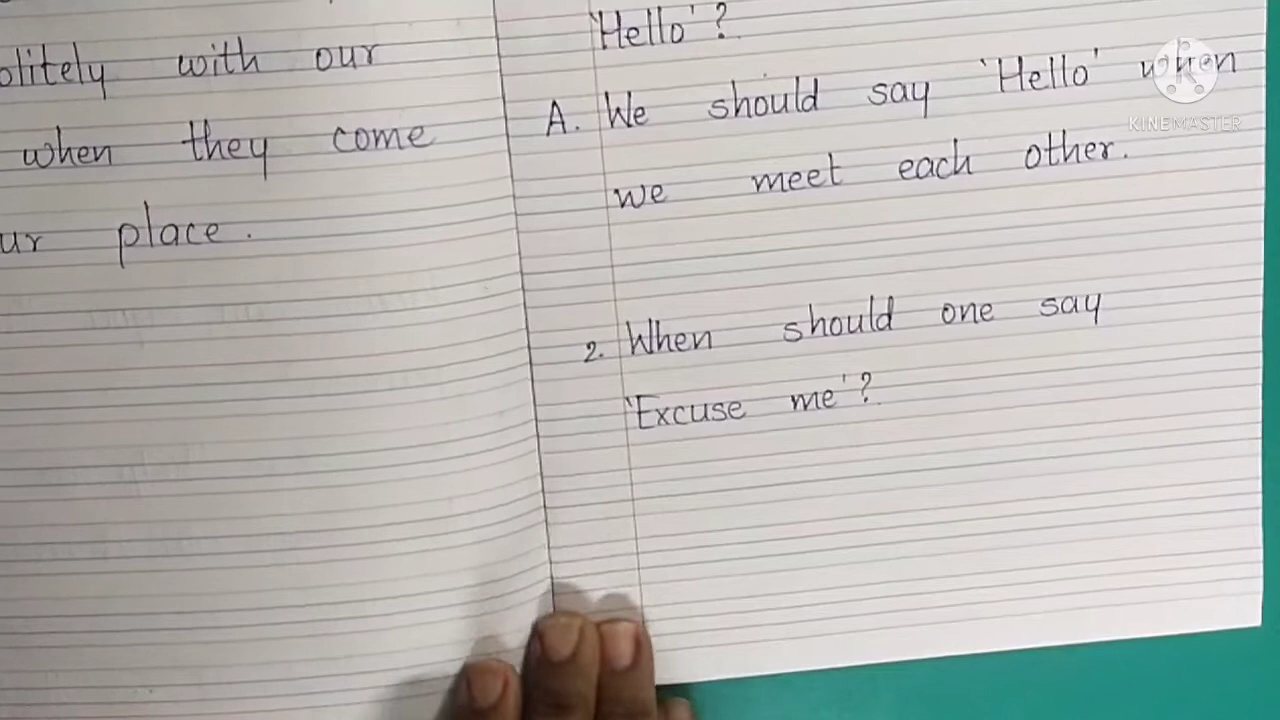 olitely with our
when they come
ur place.
'Hello'?
A. We should say 'Hello' when
we meet each other.
2. When should one say
'Excuse me'?
KINEMASTER